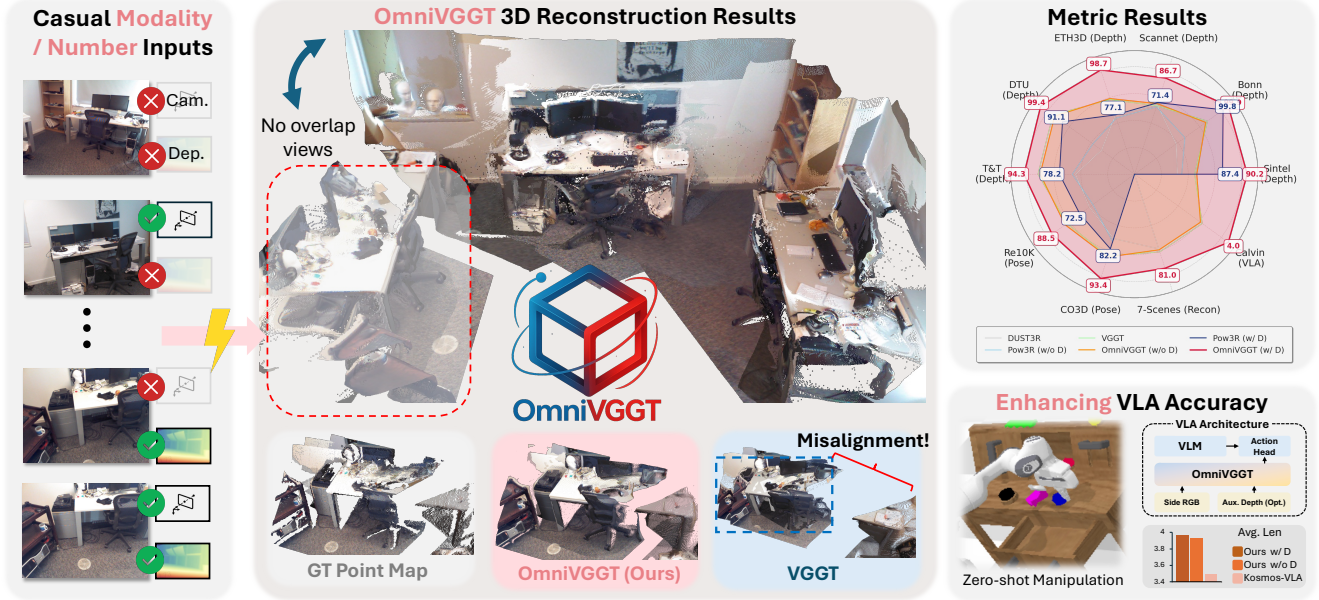 Casual Modality
/ Number Inputs
Cam.
Dep.
OmniVGGT 3D Reconstruction Results
No overlap
views
OmniVGGT
GT Point Map
OmniVGGT (Ours)
Misalignment!
VGGT
Metric Results
ETH3D (Depth) Scannet (Depth)
98.7
86.7
DTU
(Depth)
Bonn
(Depth)
99.4
77.1
71.4
99.8
91.1
T&T
(Depth)
94.3
78.2
87.4
90.2
Sintel
(Depth)
72.5
88.5
82.2
4.0
Re10K
(Pose)
Calvin
(VLA)
93.4
81.0
CO3D (Pose) 7-Scenes (Recon)
DUST3R VGGT Pow3R (w/ D)
Pow3R (w/o D) OmniVGGT (w/o D) OmniVGGT (w/ D)
Enhancing VLA Accuracy
VLA Architecture
VLM
Action
Head
OmniVGGT
Side RGB
Aux. Depth (Opt.)
Zero-shot Manipulation
Avg. Len
4
3.8
3.6
3.4
Ours w/ D
Ours w/o D
Kosmos-VLA